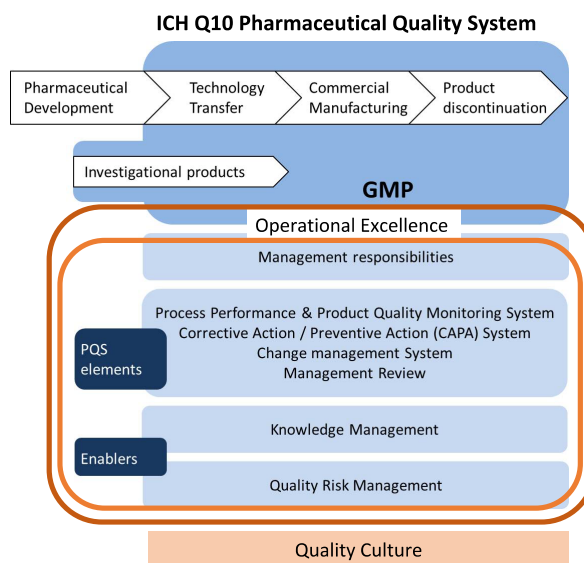 ICH Q10 Pharmaceutical Quality System
Pharmaceutical
Development
Technology
Transfer
Commercial
Manufacturing
Product
discontinuation
Investigational products
GMP
Operational Excellence
Management responsibilities
PQS
elements
Process Performance & Product Quality Monitoring System
Corrective Action / Preventive Action (CAPA) System
Change management System
Management Review
Enablers
Knowledge Management
Quality Risk Management
Quality Culture